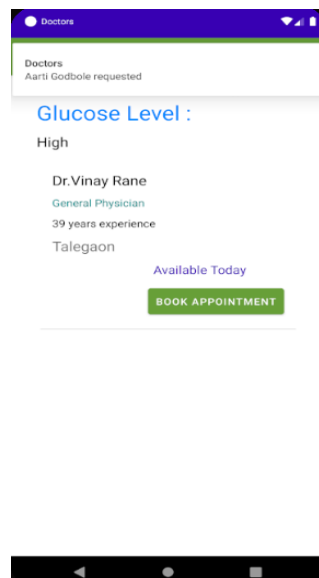 Doctors
Doctors
Aarti Godbole requested
Glucose Level :
High
Dr.Vinay Rane
General Physician
39 years experience
Talegaon
Available Today
BOOK APPOINTMENT